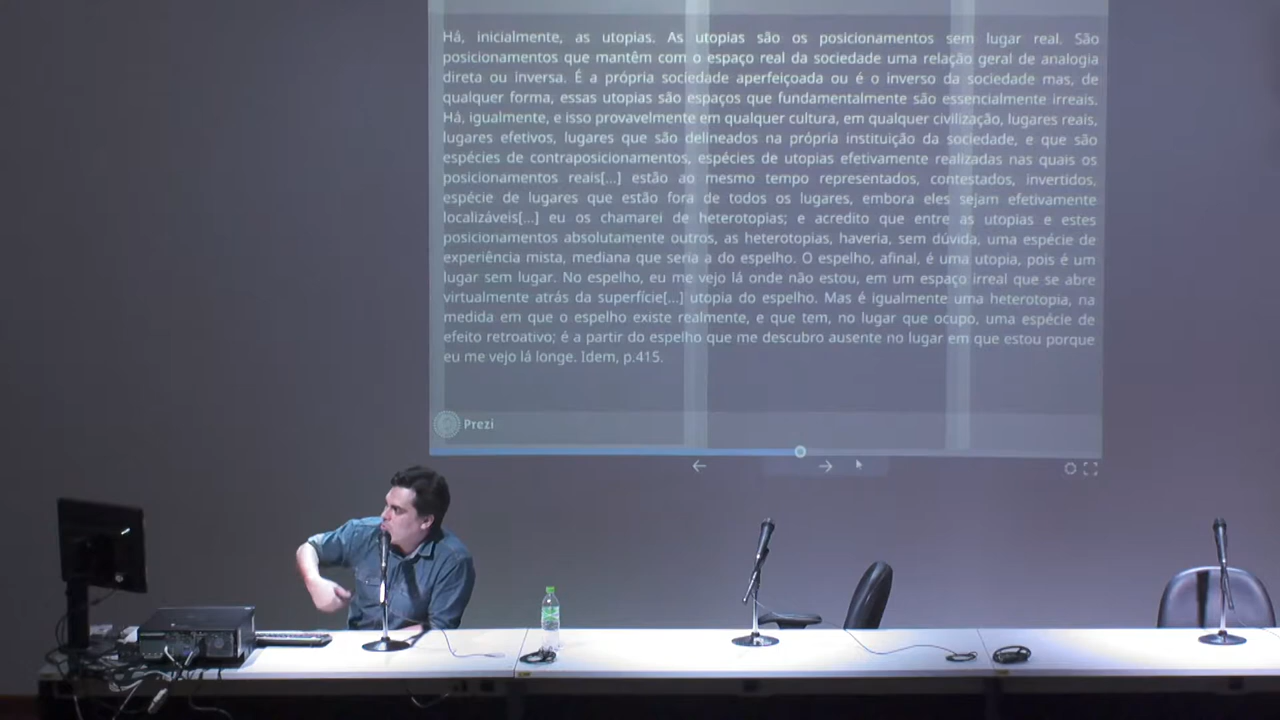 Há, inicialmente, as utopias. As utopias são os posicionamentos sem lugar real. São
posicionamentos que mantêm com o espaço real da sociedade uma relação geral de analogia
direta ou inversa. É a própria sociedade aperfeiçoada ou é o inverso da sociedade mas, de
qualquer forma, essas utopias são espaços que fundamentalmente são essencialmente irreais.
Há, igualmente, e isso provavelmente em qualquer cultura, em qualquer civilização, lugares reais,
lugares efetivos, lugares que são delineados na própria instituição da sociedade, e que são
espécies de contraposicionamentos, espécies de utopias efetivamente realizadas nas quais os
posicionamentos reais[...] estão ao mesmo tempo representados, contestados, invertidos,
espécie de lugares que estão fora de todos os lugares, embora eles sejam efetivamente
localizáveis[...] eu os chamarei de heterotopias; e acredito que entre as utopias e estes
posicionamentos absolutamente outros, as heterotopias, haveria, sem dúvida, uma espécie de
experiência mista, mediana que seria a do espelho. O espelho, afinal, é uma utopia, pois é um
lugar sem lugar. No espelho, eu me vejo lá onde não estou, em um espaço irreal que se abre
virtualmente atrás da superfície[...] utopia do espelho. Mas é igualmente uma heterotopia, na
medida em que o espelho existe realmente, e que tem, no lugar que ocupo, uma espécie de
efeito retroativo; é a partir do espelho que me descubro ausente no lugar em que estou porque
eu me vejo lá longe. Idem, p.415.
Prezi